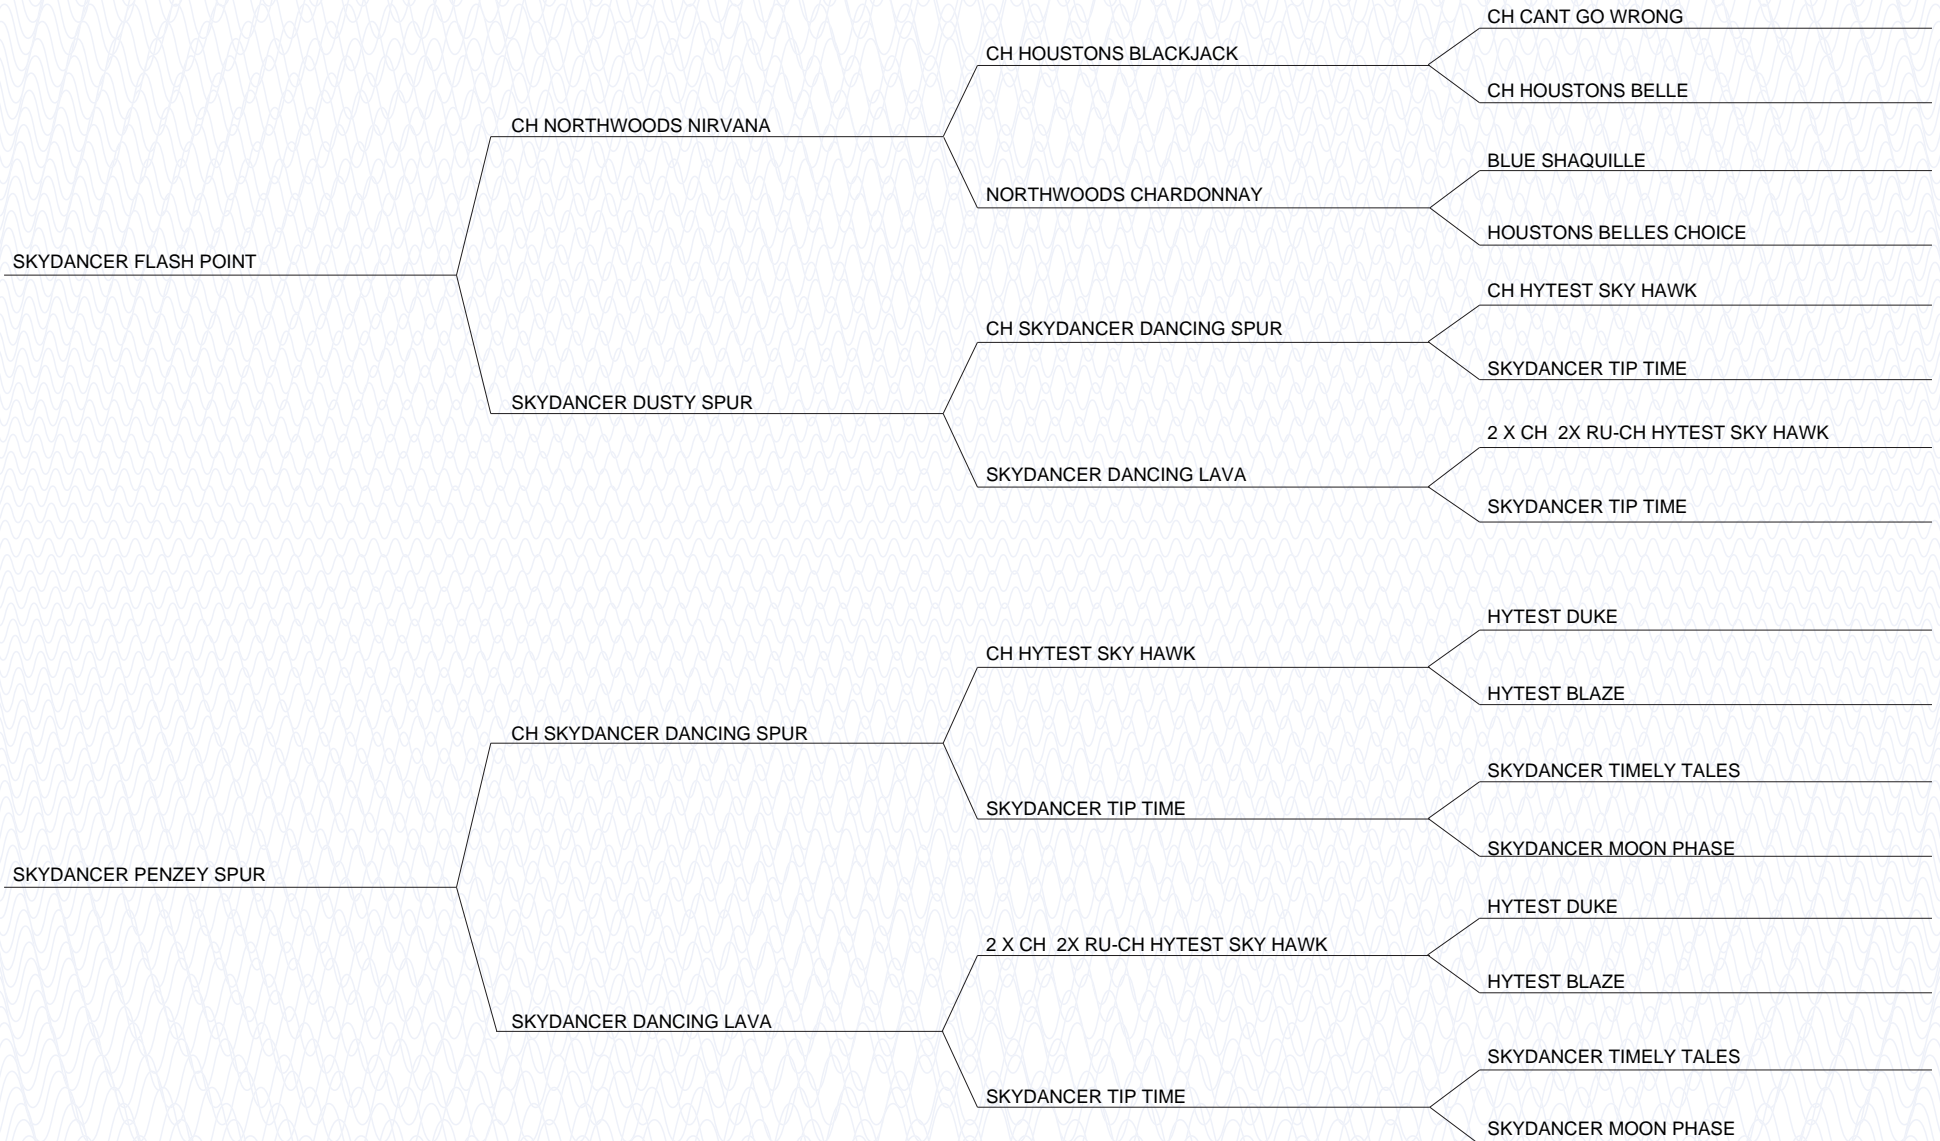 CH CANT GO WRONG
CH HOUSTONS BLACKJACK
CH HOUSTONS BELLE
CH NORTHWOODS NIRVANA
BLUE SHAQUILLE
NORTHWOODS CHARDONNAY
HOUSTONS BELLES CHOICE
SKYDANCER FLASH POINT
CH HYTEST SKY HAWK
CH SKYDANCER DANCING SPUR
SKYDANCER TIP TIME
SKYDANCER DUSTY SPUR
2 X CH  2X RU-CH HYTEST SKY HAWK
SKYDANCER DANCING LAVA
SKYDANCER TIP TIME
HYTEST DUKE
CH HYTEST SKY HAWK
HYTEST BLAZE
CH SKYDANCER DANCING SPUR
SKYDANCER TIMELY TALES
SKYDANCER TIP TIME
SKYDANCER MOON PHASE
SKYDANCER PENZEY SPUR
HYTEST DUKE
2 X CH  2X RU-CH HYTEST SKY HAWK
HYTEST BLAZE
SKYDANCER DANCING LAVA
SKYDANCER TIMELY TALES
SKYDANCER TIP TIME
SKYDANCER MOON PHASE